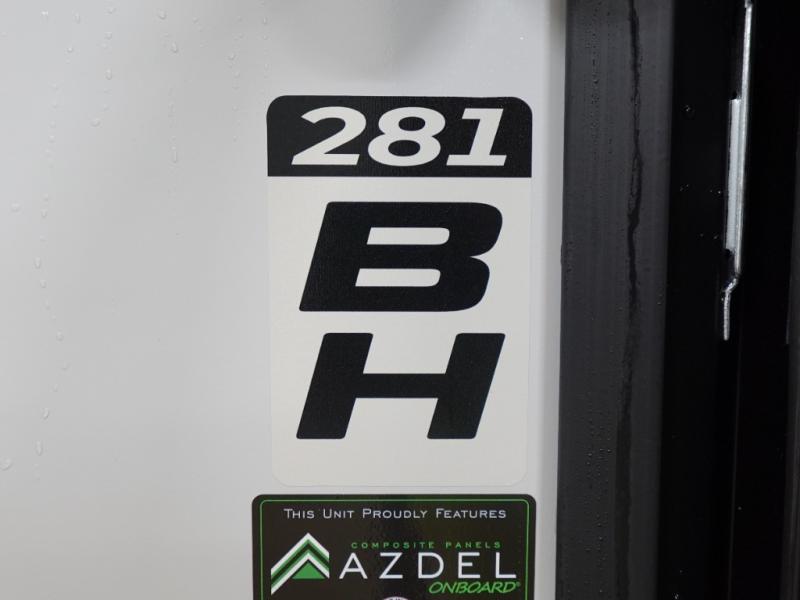 281
B
H
THIS UNIT PROUDLY FEATURES
COMPOSITE PANELS
AZDEL
ONBOARD®